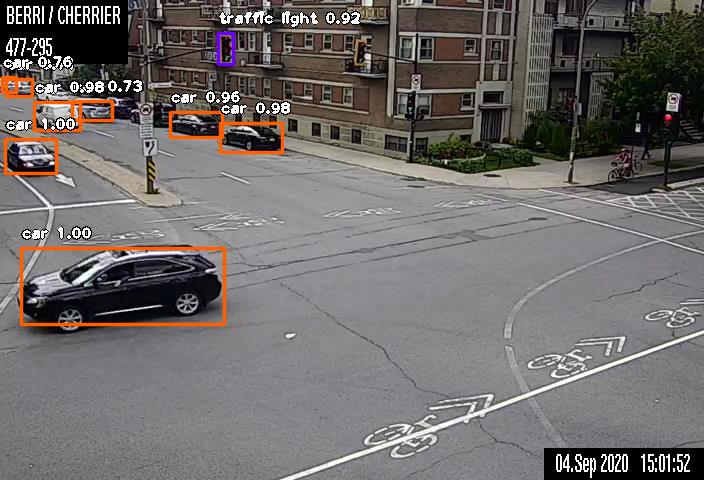 BERRI / CHERRIER
477-295
traffic light 0.92
car 0.76
car 0.98
0.73
car 0.96
car 0.98
car 1.00
car 1.00
04.Sep 2020 15:01:52